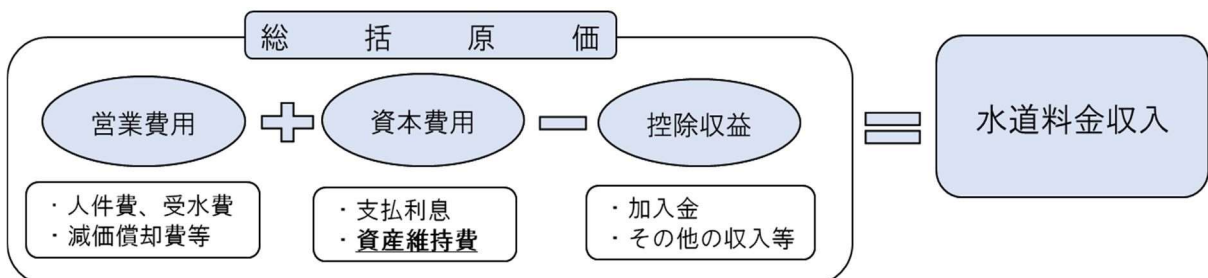 総括原価
営業費用
資本費用
控除収益
水道料金収入
・人件費、受水費
・減価償却費等
・支払利息
・資産維持費
・加入金
・その他の収入等